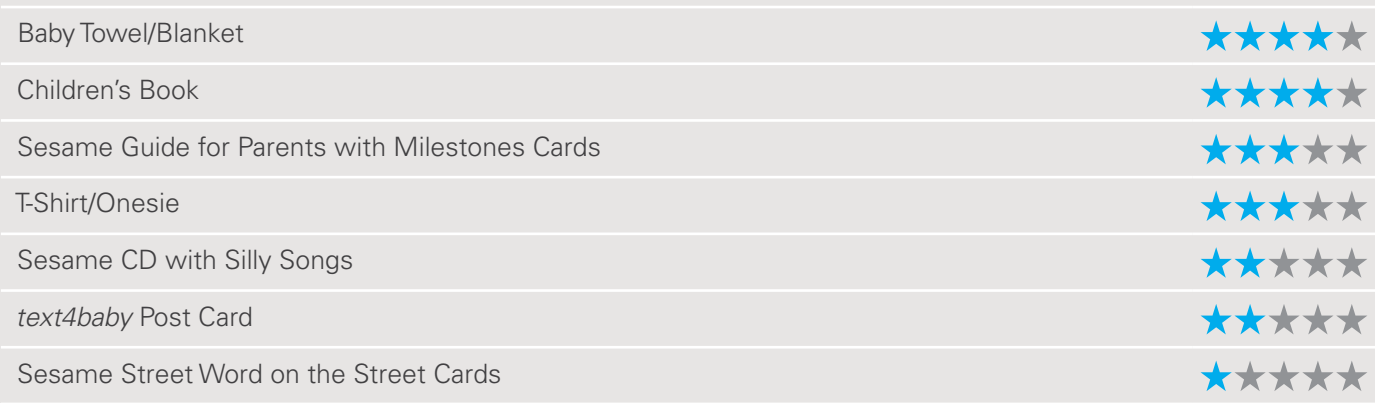 Baby Towel/Blanket ★★★★★
Children’s Book ★★★★★
Sesame Guide for Parents with Milestones Cards ★★★★★
T-Shirt/Onesie ★★★★★
Sesame CD with Silly Songs ★★★★★
text4baby Post Card ★★★★★
Sesame Street Word on the Street Cards ★★★★★